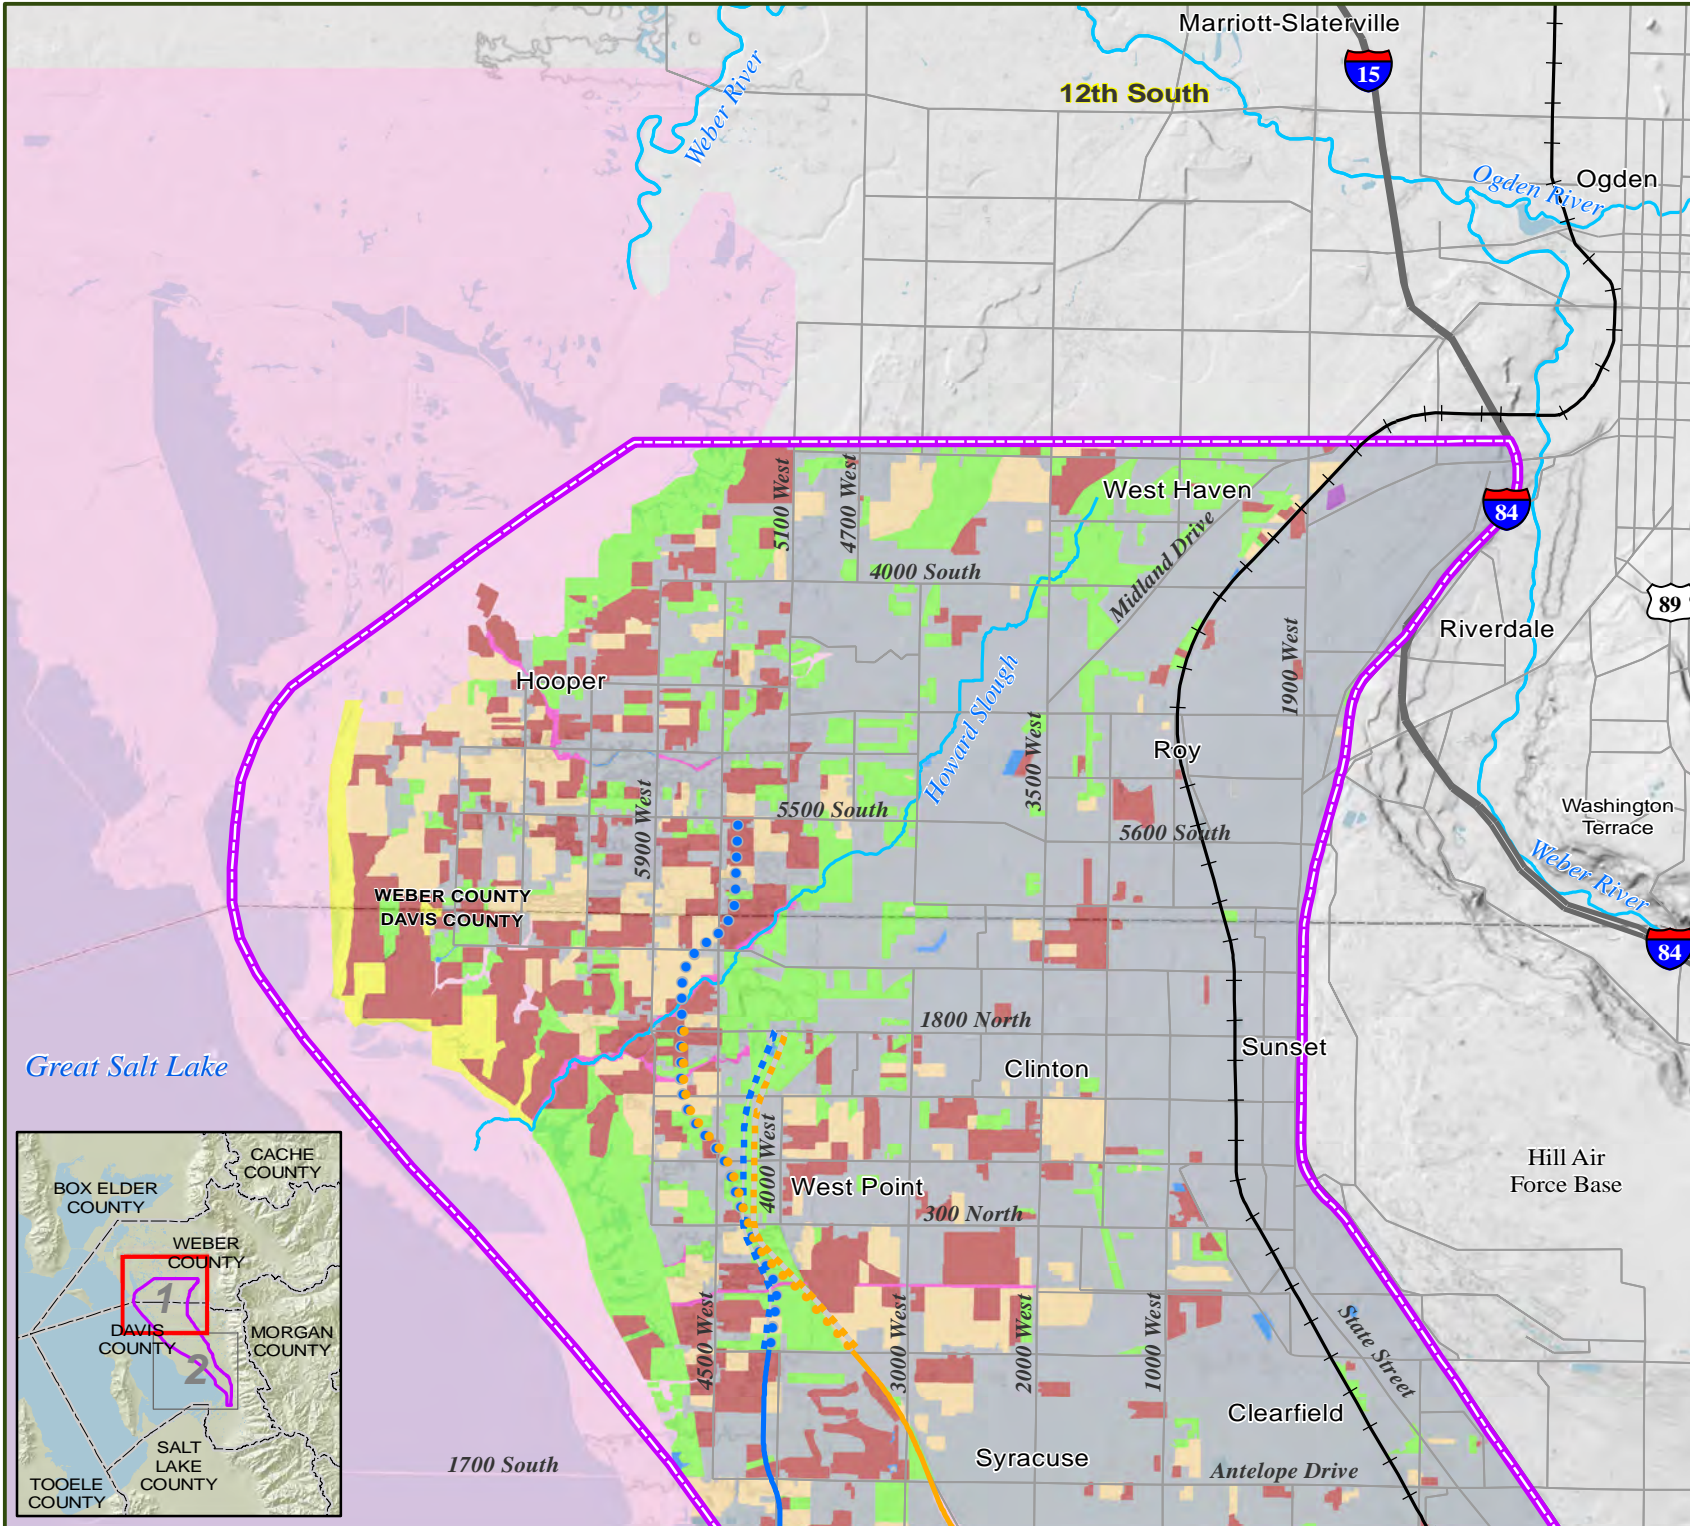 Marriott-Slaterville
15
12th South
Weber River
Ogden River
Ogden
5100 West
4700 West
West Haven
84
4000 South
Midland Drive
89
Riverdale
1900 West
Hooper
Howard Slough
3500 West
Roy
5900 West
5500 South
5600 South
Washington
Terrace
Weber River
WEBER COUNTY
DAVIS COUNTY
84
1800 North
Sunset
Clinton
Great Salt Lake
4000 West
West Point
300 North
Hill Air
Force Base
4500 West
3000 West
2000 West
1000 West
State Street
Clearfield
Syracuse
1700 South
Antelope Drive
CACHE
COUNTY
BOX ELDER
COUNTY
WEBER
COUNTY
1
DAVIS
COUNTY
MORGAN
COUNTY
2
SALT
LAKE
COUNTY
TOOELE
COUNTY